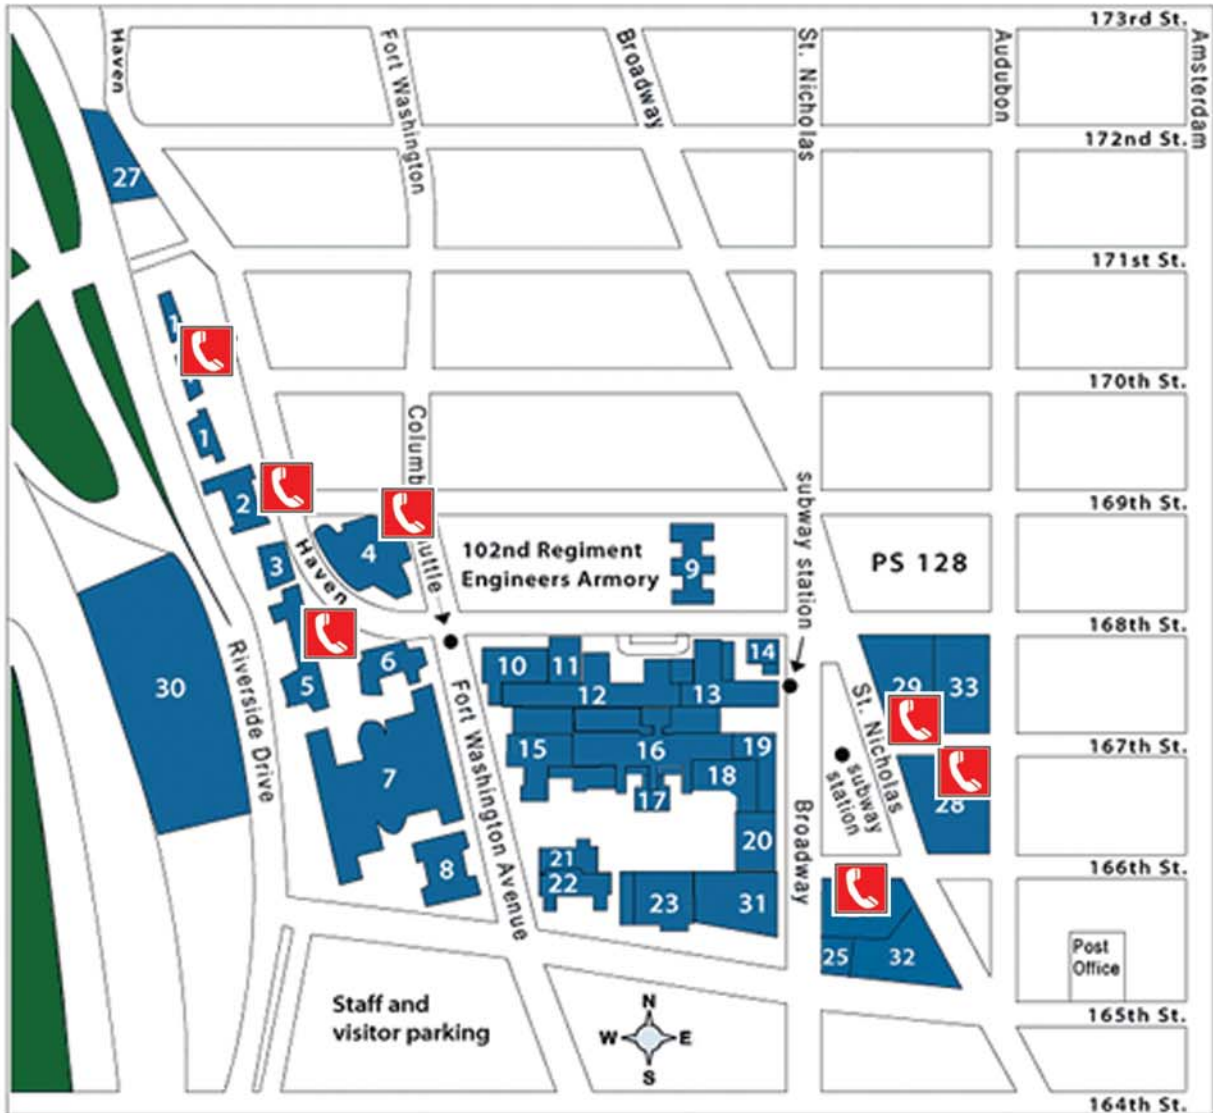 173rd St.
Haven
Fort Washington
Broadway
St. Nicholas
Audubon
Amsterdam
172nd St.
27
171st St.
1
170th St.
1
Columb
uttle
subway station
2
169th St.
Haven
4
102nd Regiment
Engineers Armory
9
PS 128
3
168th St.
6
10
11
14
5
12
13
29
33
30
Riverside Drive
Fort Washington Avenue
St. Nicholas
15
16
19
167th St.
7
18
17
subway
station
28
Broadway
20
8
21
22
166th St.
23
31
25
32
Post
Office
Staff and
visitor parking
N
W
E
S
165th St.
164th St.